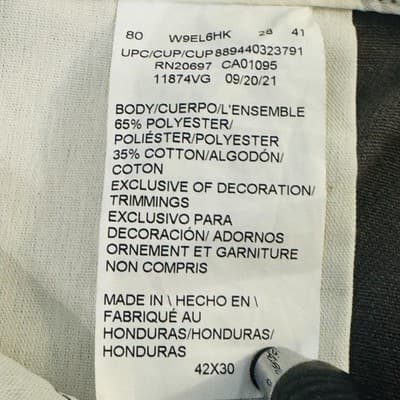 80 W9EL6HK 28 41
UPC/CUP/CUP889440323791
RN20697 CA01095
11874VG 09/20/21
BODY/CUERPO/L'ENSEMBLE
65% POLYESTER/
POLIÉSTER/POLYESTER
35% COTTON/ALGODÓN/
COTON
EXCLUSIVE OF DECORATION/
TRIMMINGS
EXCLUSIVO PARA
DECORACIÓN/ ADORNOS
ORNEMENT ET GARNITURE
NON COMPRIS
MADE IN \ HECHO EN \
FABRIQUÉ AU
HONDURAS/HONDURAS/
HONDURAS
42X30